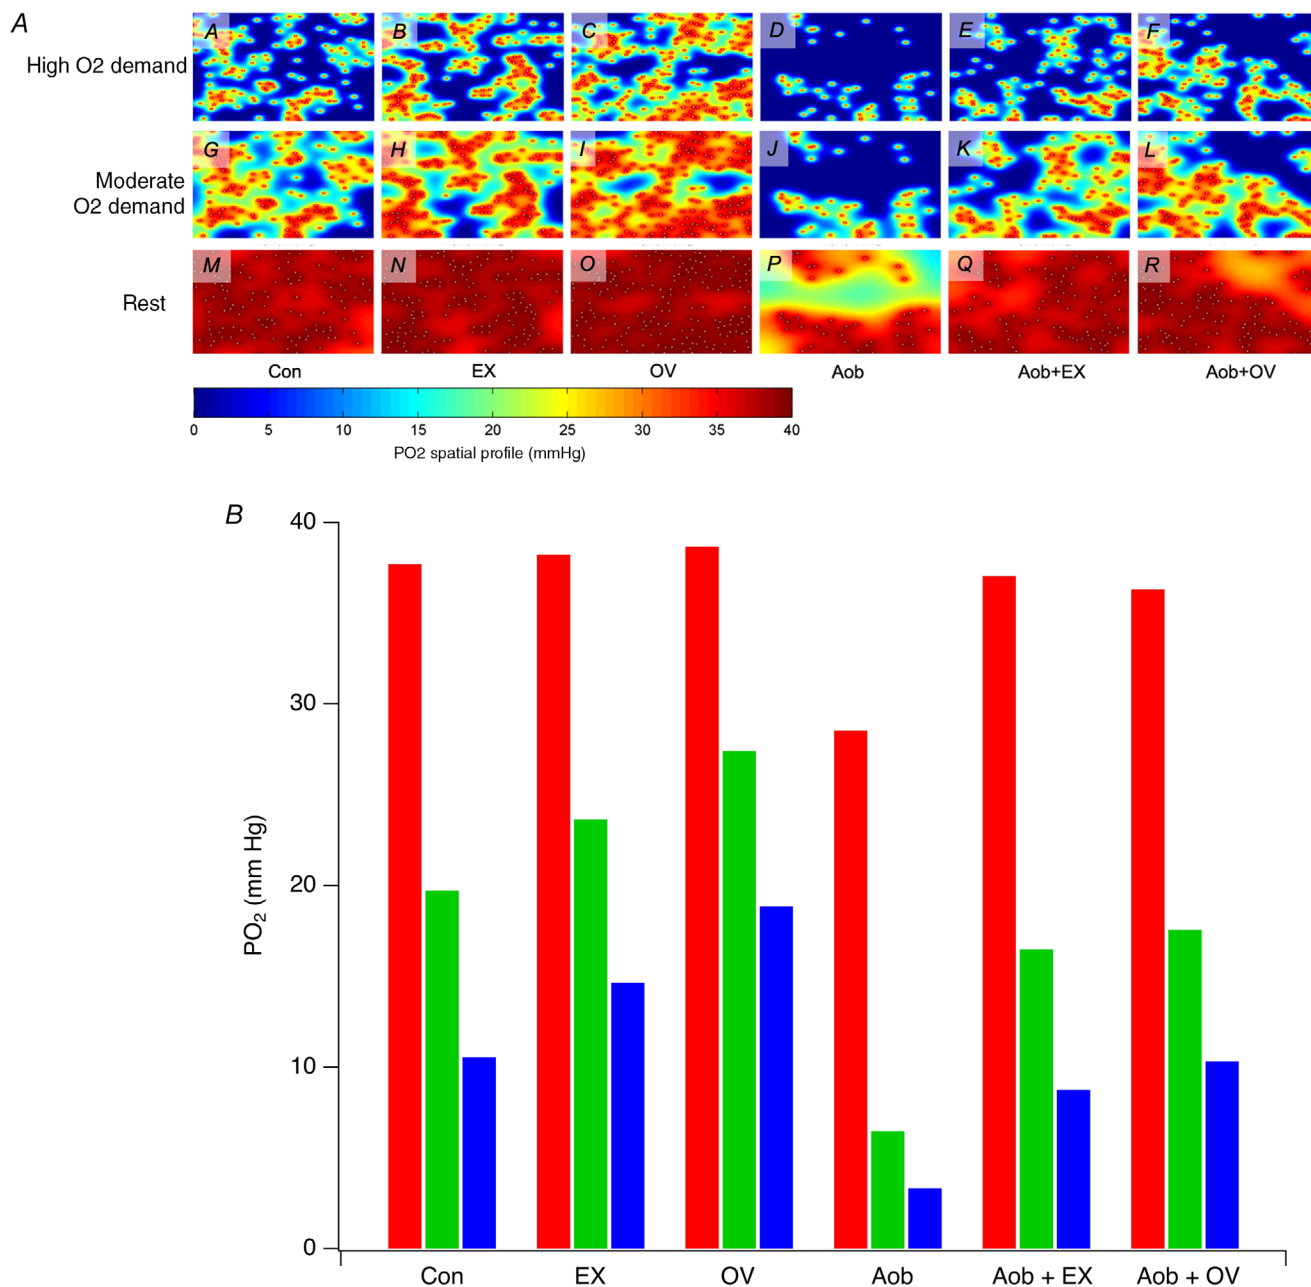 A
High O2 demand
A B C D E F
Moderate
O2 demand
G H I J K L
Rest
M N O P Q R
Con EX OV Aob Aob+EX Aob+OV
0 5 10 15 20 25 30 35 40
PO2 spatial profile (mmHg)
B
40
30
20
10
0
PO2 (mm Hg)
Con EX OV Aob Aob + EX Aob + OV